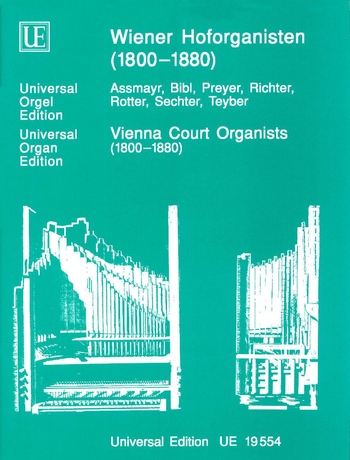 UE
Wiener Hoforganisten
(1800–1880)
Universal
Orgel
Edition
Assmayr, Bibl, Preyer, Richter,
Rotter, Sechter, Teyber
Universal
Organ
Edition
Vienna Court Organists
(1800–1880)
Universal Edition UE 19 554